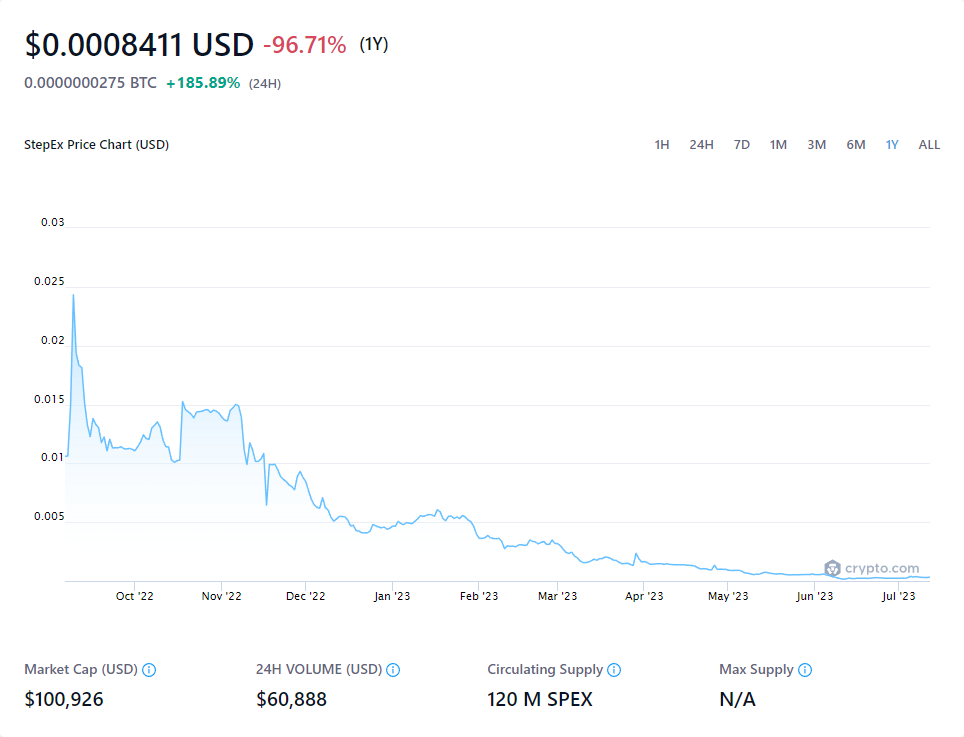 $0.0008411 USD -96.71% (1Y)
0.0000000275 BTC +185.89% (24H)
StepEx Price Chart (USD) 1H 24H 7D 1M 3M 6M 1Y ALL
0.03
0.025
0.02
0.015
0.01
0.005
crypto.com
Oct '22 Nov '22 Dec '22 Jan '23 Feb '23 Mar '23 Apr '23 May '23 Jun '23 Jul '23
Market Cap (USD) 24H VOLUME (USD) Circulating Supply Max Supply
$100,926 $60,888 120 M SPEX N/A